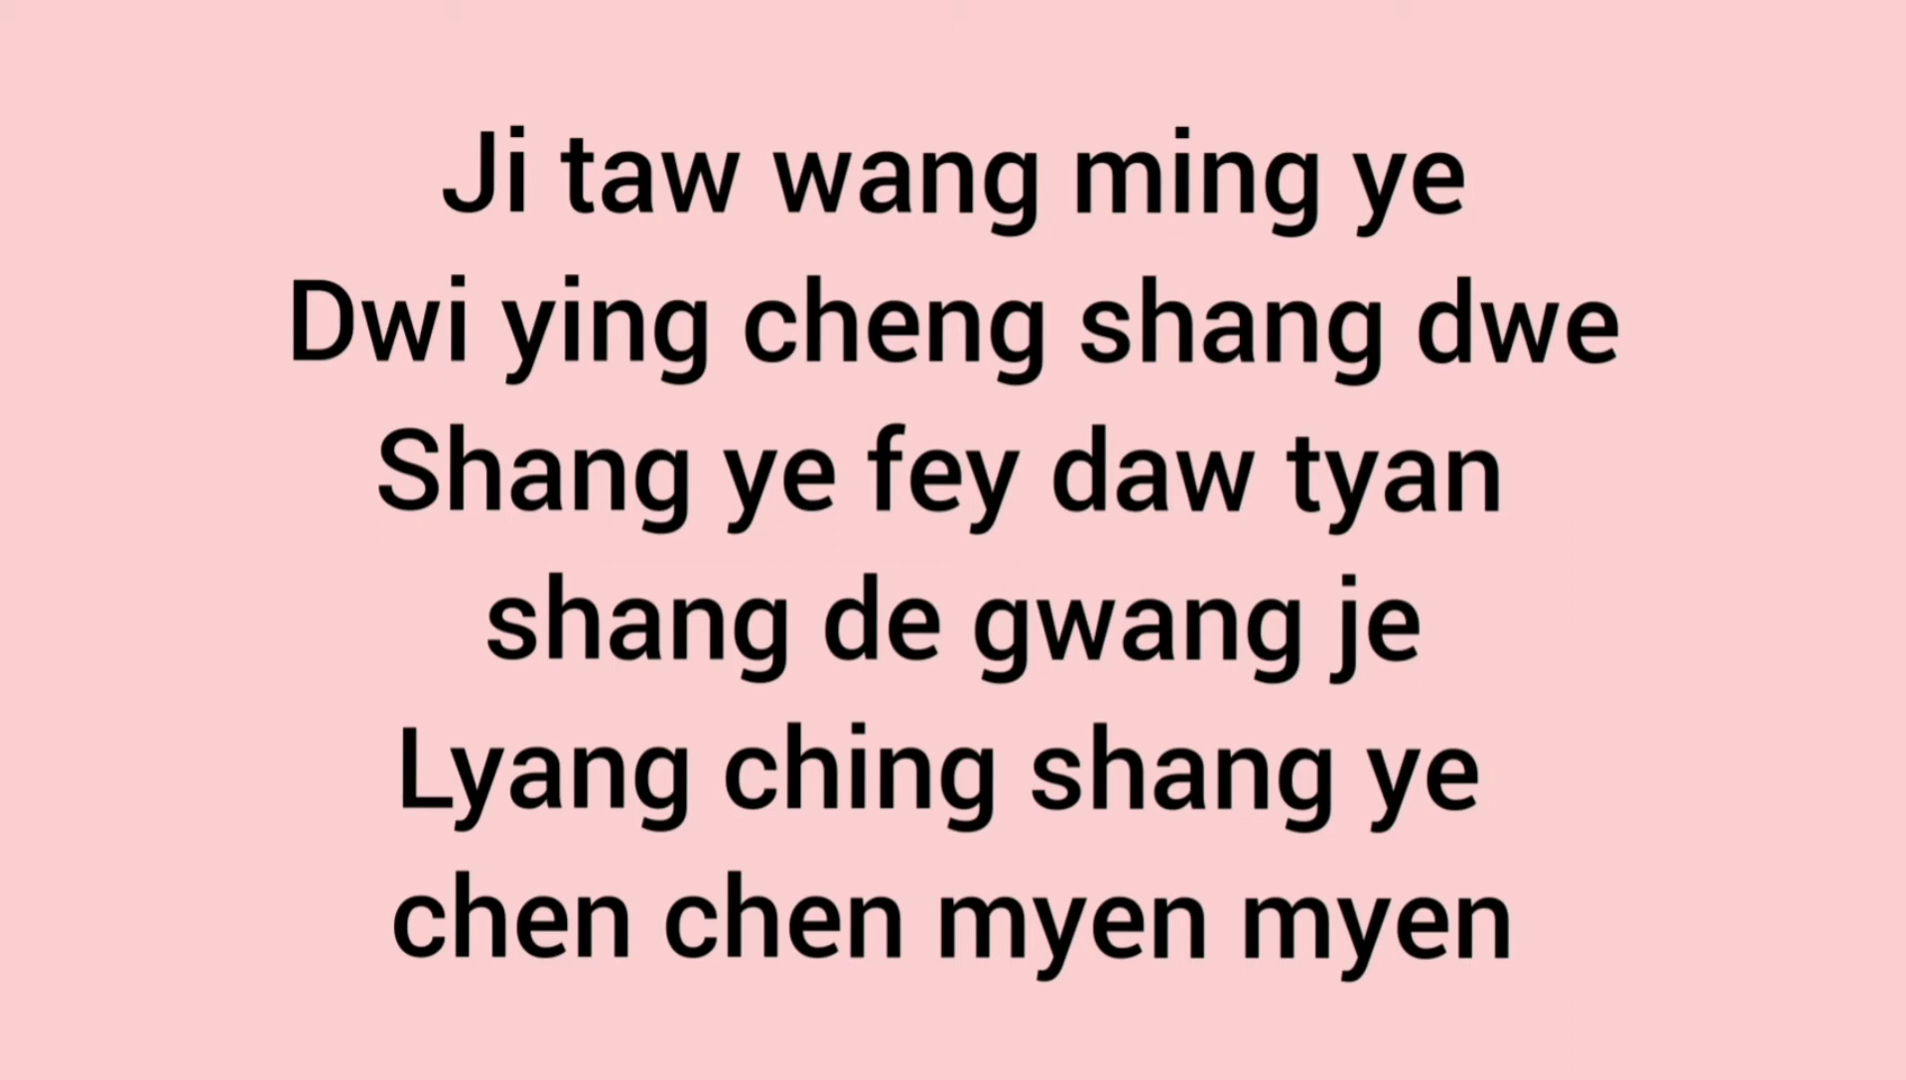 Ji taw wang ming ye
Dwi ying cheng shang dwe
Shang ye fey daw tyan
shang de gwang je
Lyang ching shang ye
chen chen myen myen